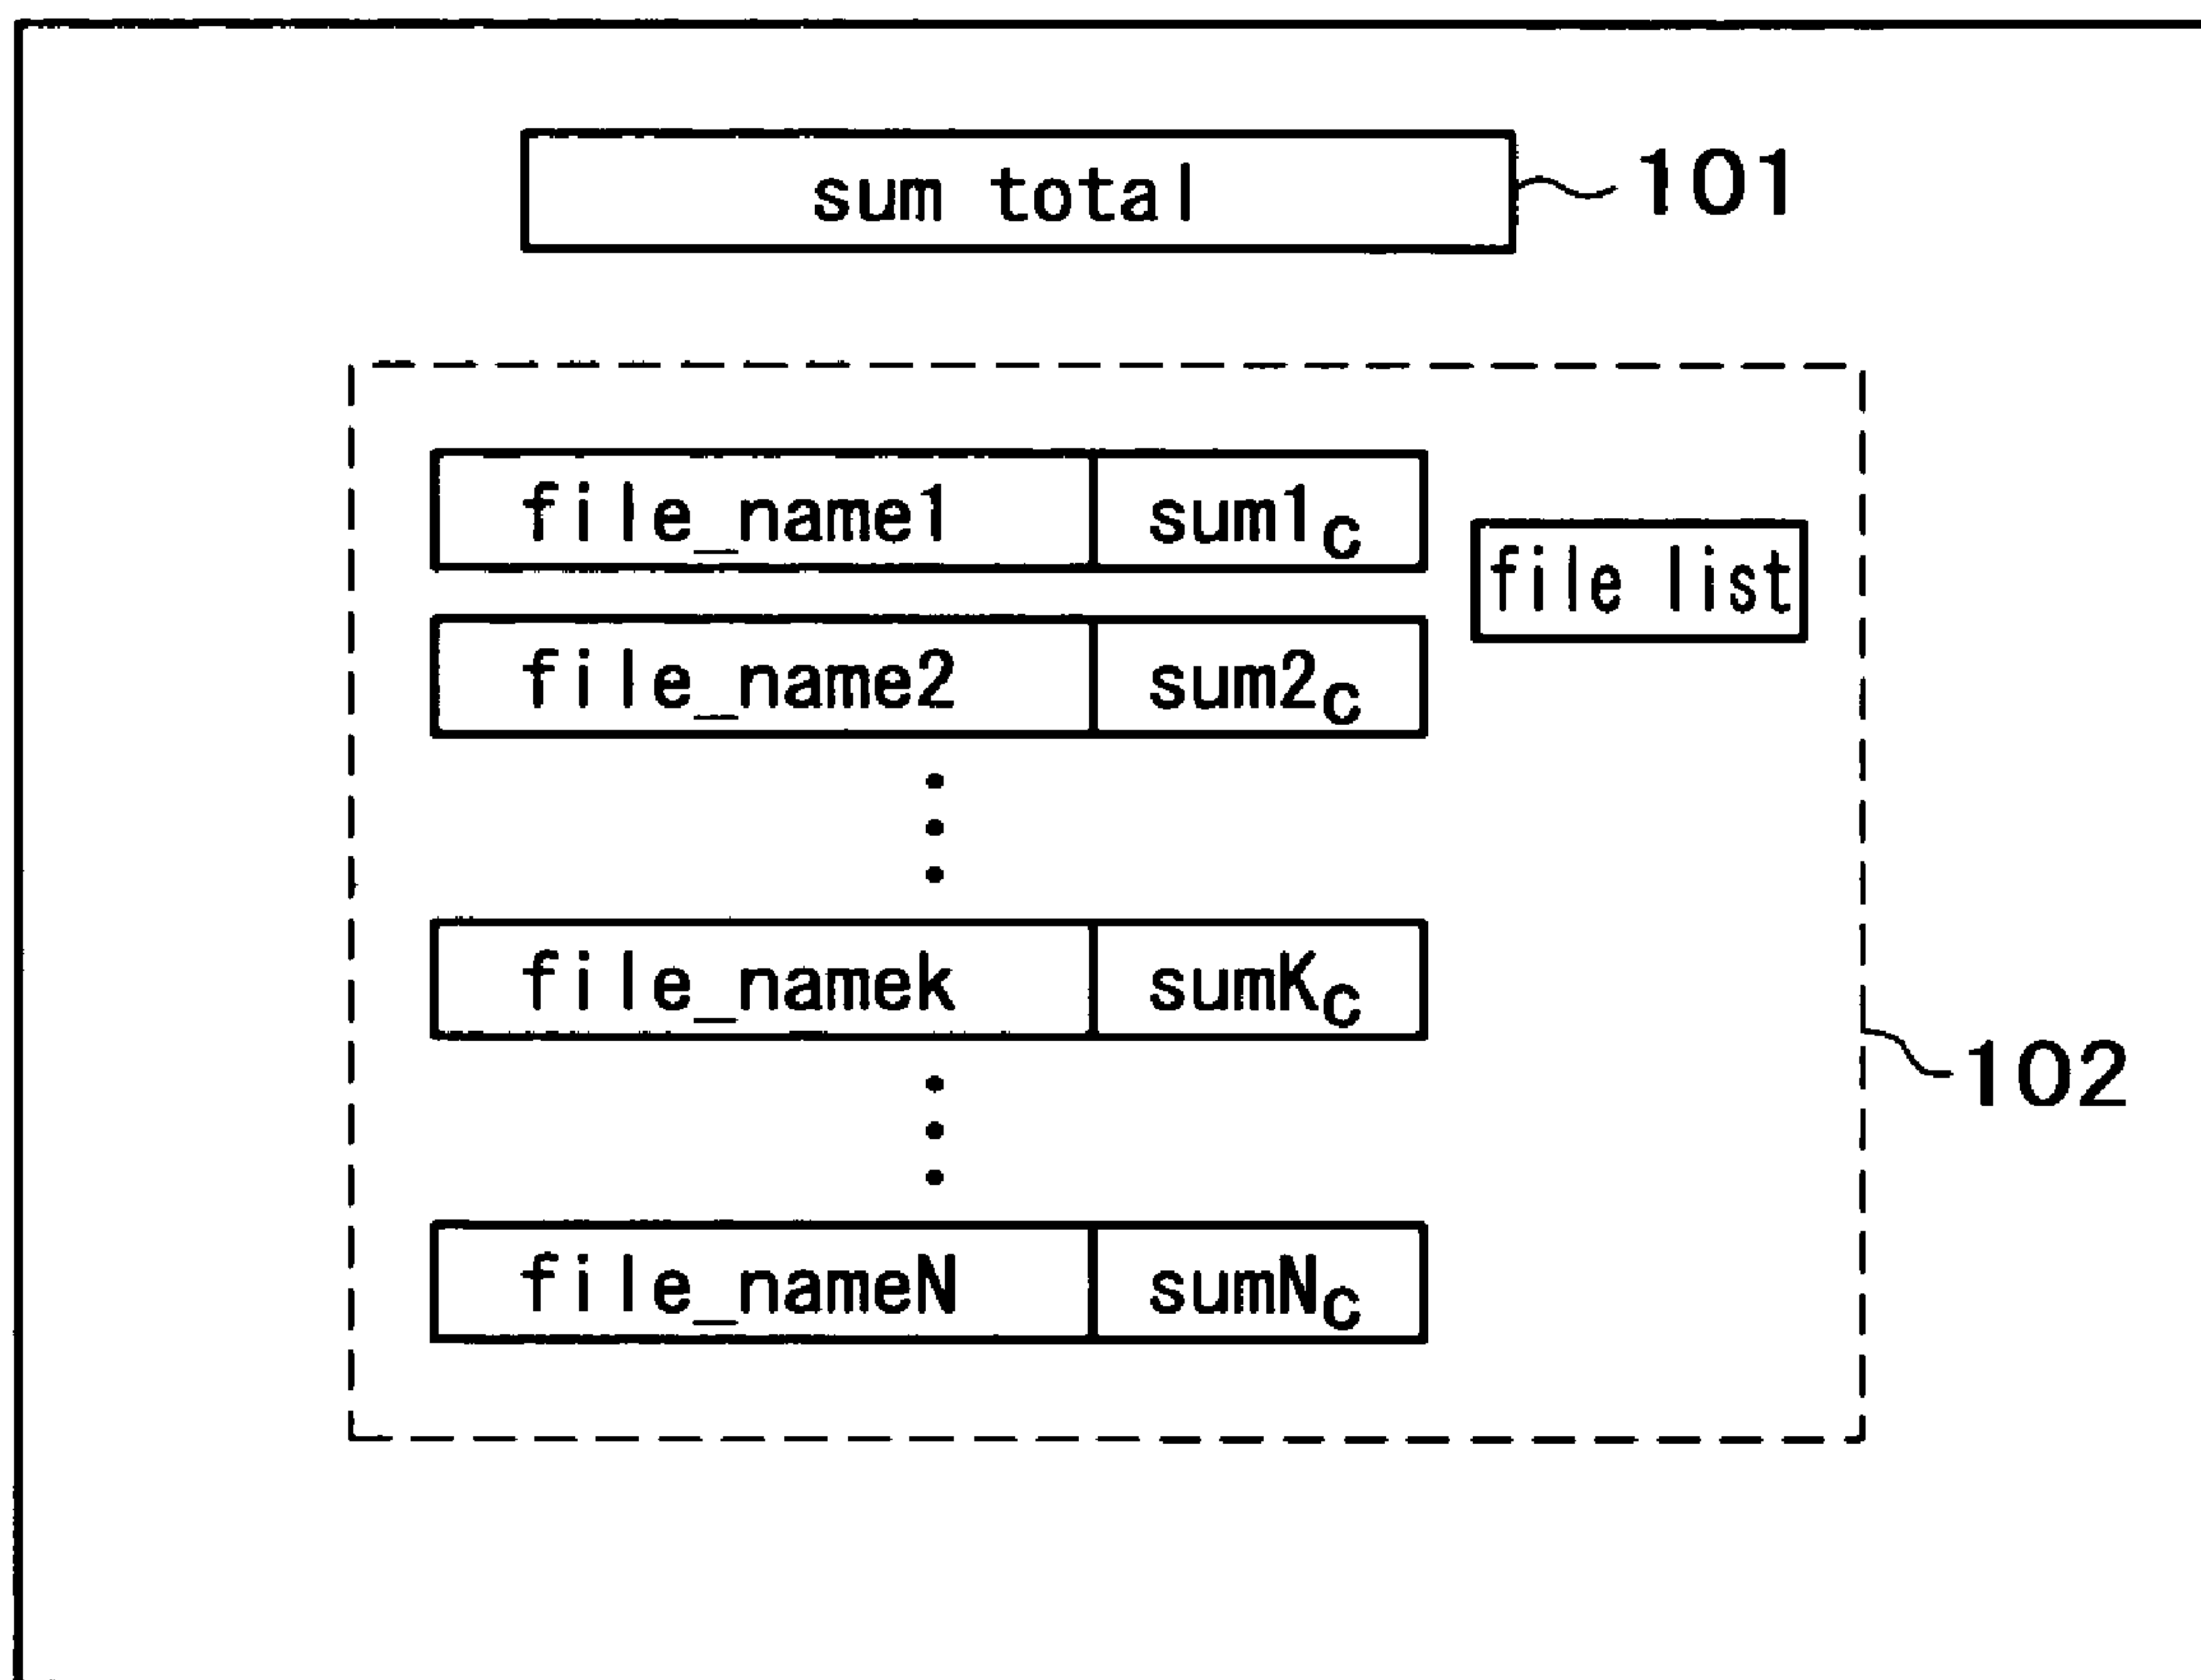 sum total 101
file_name1 sum1c
file list
file_name2 sum2c
file_namek sumKc
102
file_nameN sumNc